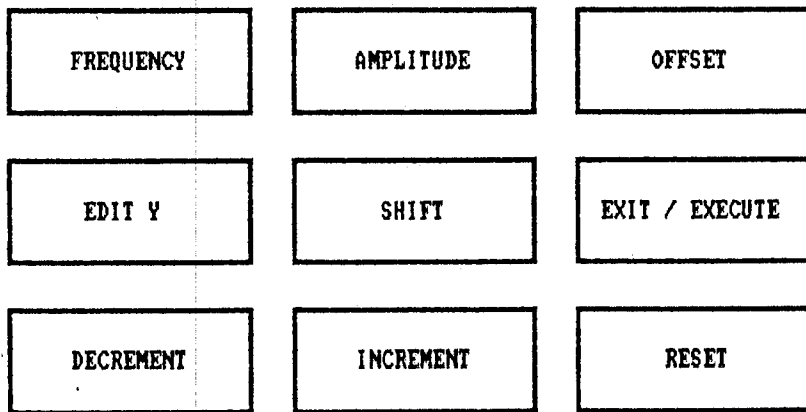 FREQUENCY
AMPLITUDE
OFFSET
EDIT Y
SHIFT
EXIT / EXECUTE
DECREMENT
INCREMENT
RESET